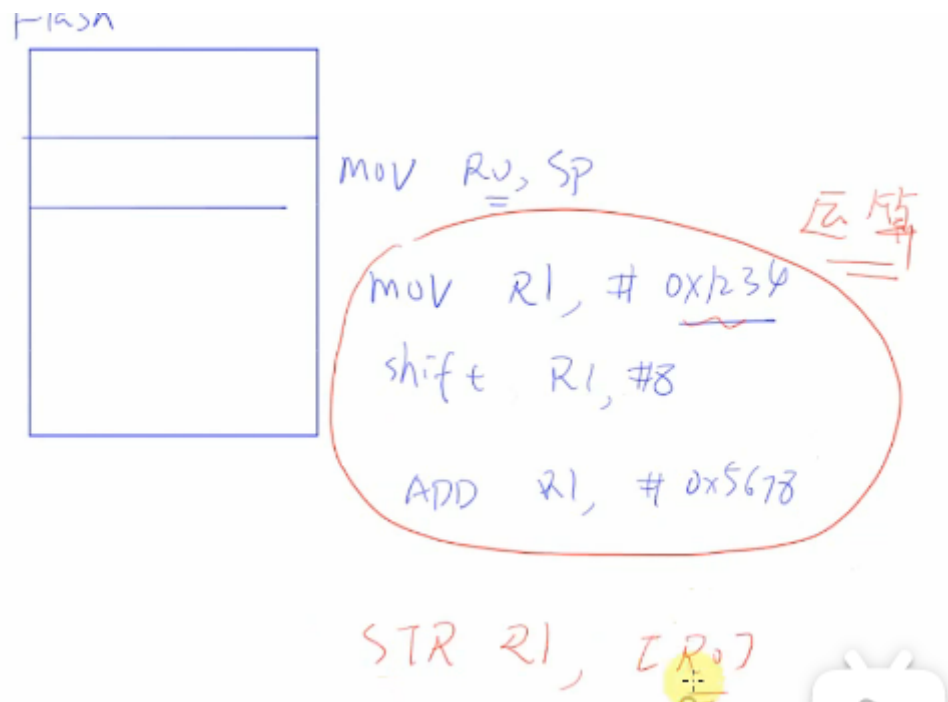 Flash
mov R0, SP
运算
mov R1, # 0x1234
shift R1, #8
ADD R1, # 0x5678
STR R1, [R0]